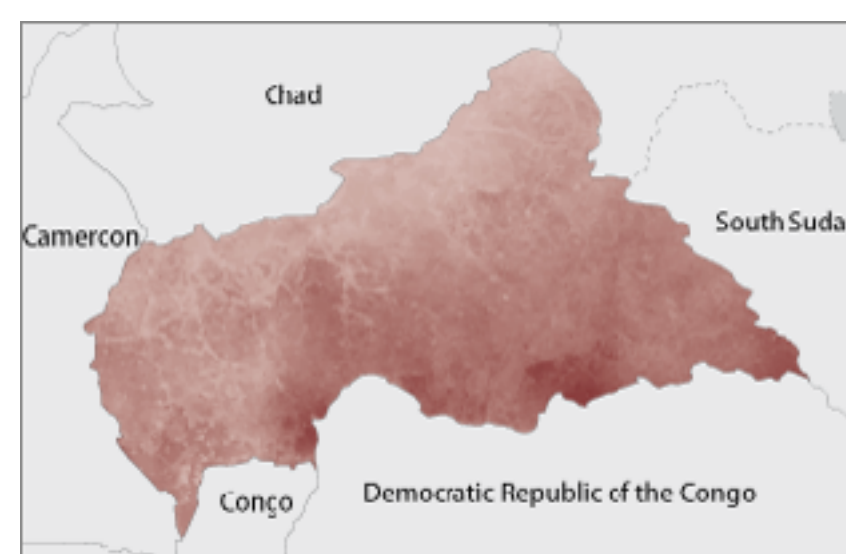 Chad
South Suda
Camercon
Congo
Democratic Republic of the Congo